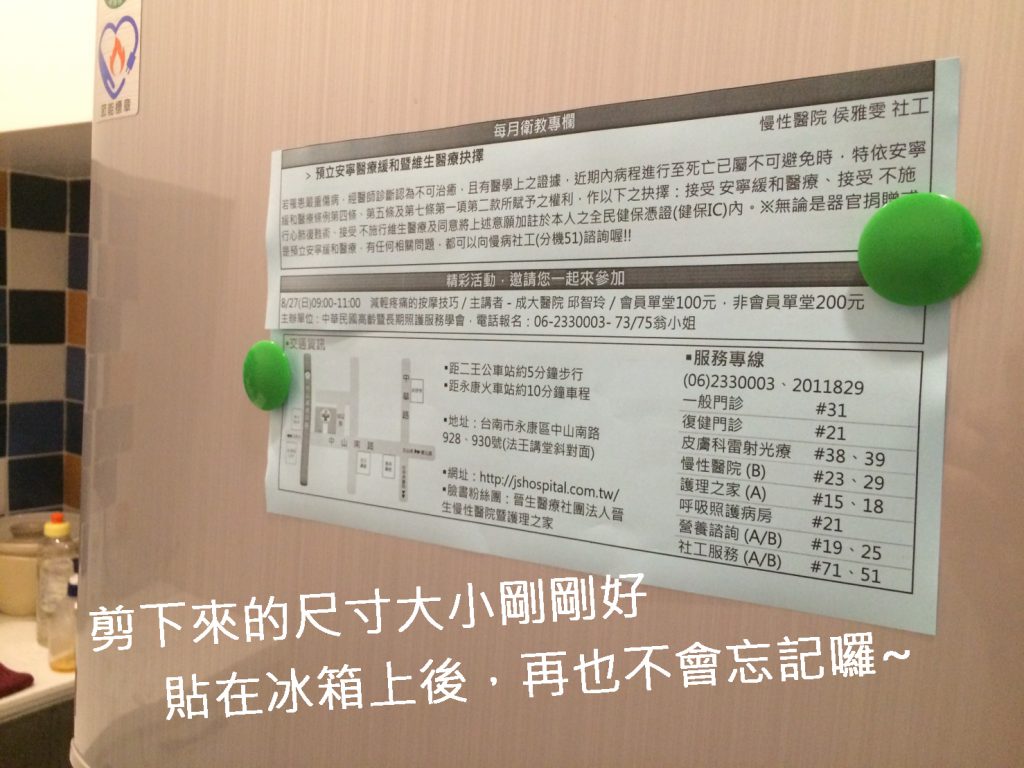 節能標章
每月衛教專欄
慢性醫院 侯雅雯 社工
> 預立安寧醫療緩和暨維生醫療抉擇
若罹患嚴重傷病，經醫師診斷認為不可治癒，且有醫學上之證據，近期內病程進行至死亡已屬不可避免時，特依安寧
緩和醫療條例第四條、第五條及第七條第一項第二款所賦予之權利，作以下之抉擇：接受 安寧緩和醫療、接受 不施
行心肺復甦術、接受 不施行維生醫療及同意將上述意願加註於本人之全民健保憑證(健保IC)內。※無論是器官捐贈或
是預立安寧緩和醫療，有任何相關問題，都可以向慢病社工(分機51)諮詢喔!!
精彩活動，邀請您一起來參加
8/27(日)09:00-11:00 減輕疼痛的按摩技巧 / 主講者 - 成大醫院 邱智玲 / 會員單堂100元，非會員單堂200元
主辦單位：中華民國高齡暨長期照護服務學會，電話報名：06-2330003- 73/75翁小姐
▪交通資訊
中華路
中山南路
▪距二王公車站約5分鐘步行
▪距永康火車站約10分鐘車程
▪地址：台南市永康區中山南路
928、930號(法王講堂斜對面)
▪網址：http://jshospital.com.tw/
▪臉書粉絲團：晉生醫療社團法人晉
生慢性醫院暨護理之家
▪服務專線
(06)2330003、2011829
一般門診 #31
復健門診 #21
皮膚科雷射光療 #38、39
慢性醫院 (B) #23、29
護理之家 (A) #15、18
呼吸照護病房 #21
營養諮詢 (A/B) #19、25
社工服務 (A/B) #71、51
剪下來的尺寸大小剛剛好
貼在冰箱上後，再也不會忘記囉~